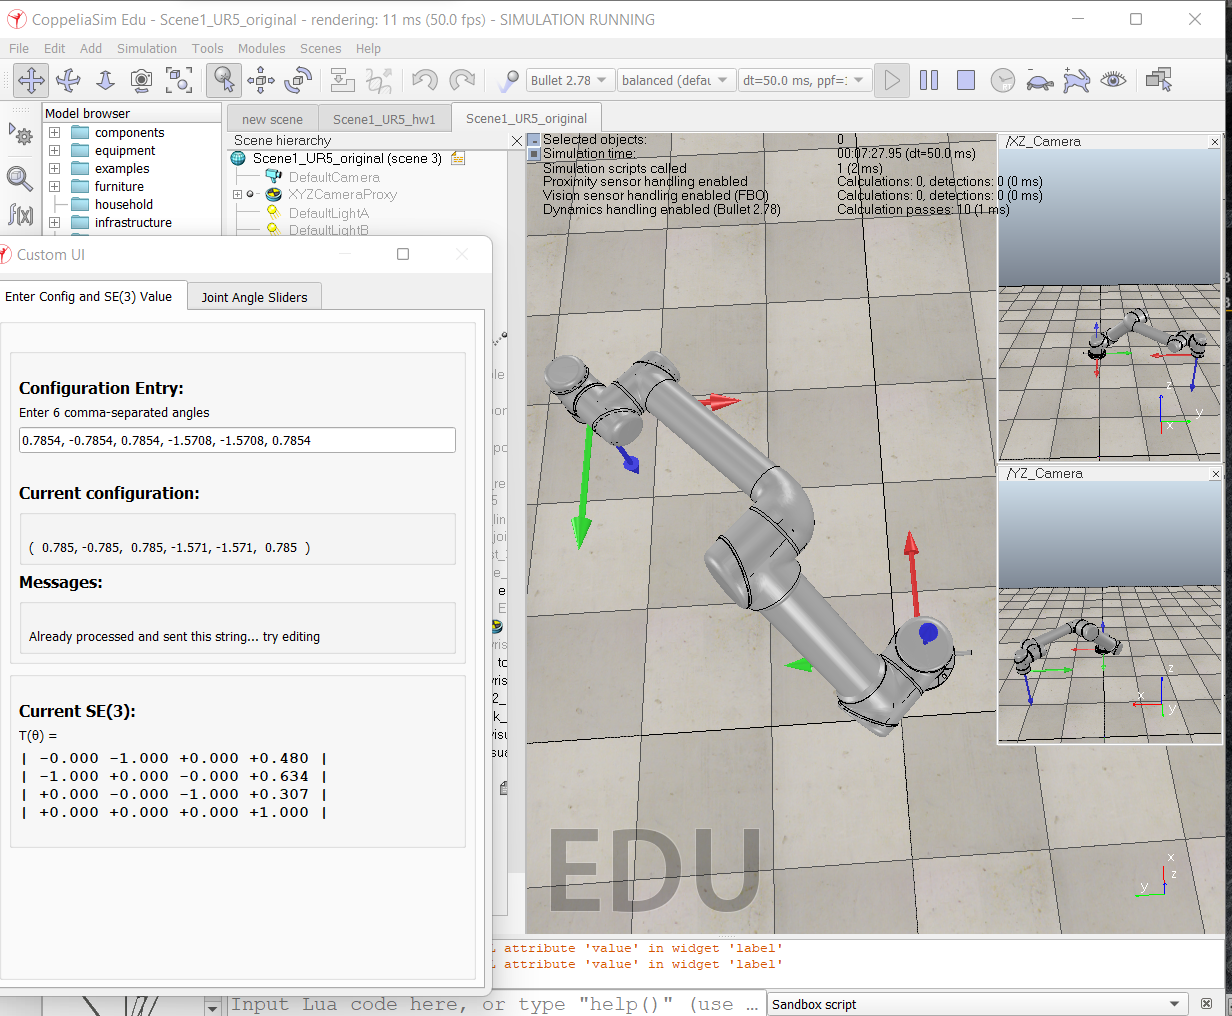 CoppeliaSim Edu - Scene1_UR5_original - rendering: 11 ms (50.0 fps) - SIMULATION RUNNING
File Edit Add Simulation Tools Modules Scenes Help
Bullet 2.78 balanced (defau dt=50.0 ms, ppf=
Model browser
components
equipment
examples
furniture
household
infrastructure
f(x)
new scene Scene1_UR5_hw1 Scene1_UR5_original
Scene hierarchy
Scene1_UR5_original (scene 3)
DefaultCamera
XYZCameraProxy
DefaultLightA
DefaultLightB
Selected objects: 0
Simulation time: 00:07:27.95 (dt=50.0 ms)
Simulation scripts called 1 (2 ms)
Proximity sensor handling enabled Calculations: 0, detections: 0 (0 ms)
Vision sensor handling enabled (FBO) Calculations: 0, detections: 0 (0 ms)
Dynamics handling enabled (Bullet 2.78) Calculation passes: 10 (1 ms)
/XZ_Camera
z
y
x
/YZ_Camera
z
x
y
Custom UI
Enter Config and SE(3) Value Joint Angle Sliders
Configuration Entry:
Enter 6 comma-separated angles
0.7854, -0.7854, 0.7854, -1.5708, -1.5708, 0.7854
Current configuration:
( 0.785, -0.785, 0.785, -1.571, -1.571, 0.785 )
Messages:
Already processed and sent this string... try editing
Current SE(3):
T(θ) =
| -0.000 -1.000 +0.000 +0.480 |
| -1.000 +0.000 -0.000 +0.634 |
| +0.000 -0.000 -1.000 +0.307 |
| +0.000 +0.000 +0.000 +1.000 |
EDU
x
z
y
attribute 'value' in widget 'label'
attribute 'value' in widget 'label'
Input Lua code here, or type "help()" (use ...
Sandbox script